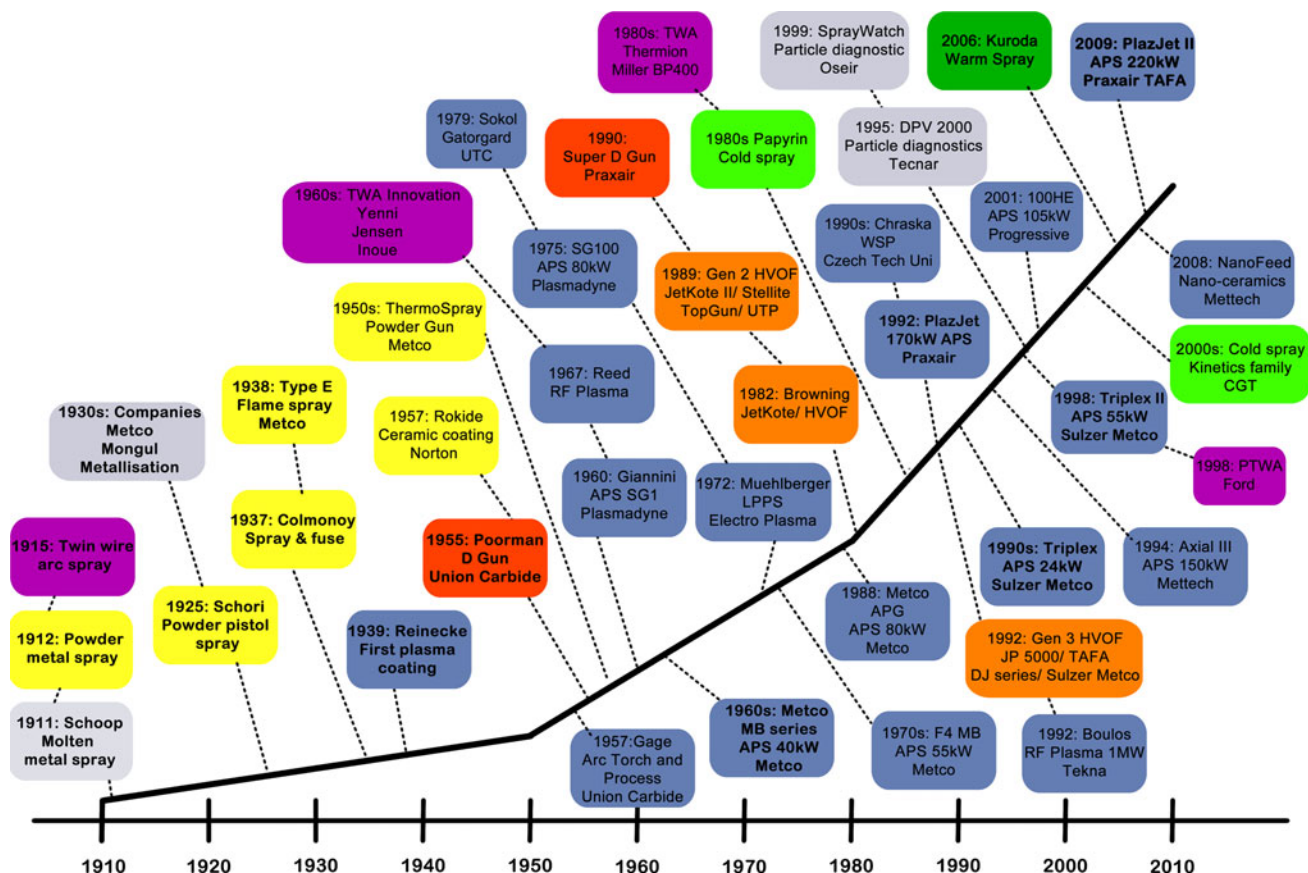 1980s: TWA
Thermion
Miller BP400
1999: SprayWatch
Particle diagnostic
Oseir
2006: Kuroda
Warm Spray
2009: PlazJet II
APS 220kW
Praxair TAFA
1979: Sokol
Gatorgard
UTC
1990:
Super D Gun
Praxair
1980s Papyrin
Cold spray
1995: DPV 2000
Particle diagnostics
Tecnar
1960s: TWA Innovation
Yenni
Jensen
Inoue
1975: SG100
APS 80kW
Plasmadyne
1990s: Chraska
WSP
Czech Tech Uni
2001: 100HE
APS 105kW
Progressive
2008: NanoFeed
Nano-ceramics
Mettech
1989: Gen 2 HVOF
JetKote II/ Stellite
TopGun/ UTP
1950s: ThermoSpray
Powder Gun
Metco
1992: PlazJet
170kW APS
Praxair
2000s: Cold spray
Kinetics family
CGT
1967: Reed
RF Plasma
1938: Type E
Flame spray
Metco
1982: Browning
JetKote/ HVOF
1930s: Companies
Metco
Mongul
Metallisation
1957: Rokide
Ceramic coating
Norton
1998: Triplex II
APS 55kW
Sulzer Metco
1998: PTWA
Ford
1960: Giannini
APS SG1
Plasmadyne
1972: Muehlberger
LPPS
Electro Plasma
1937: Colmonoy
Spray & fuse
1915: Twin wire
arc spray
1955: Poorman
D Gun
Union Carbide
1990s: Triplex
APS 24kW
Sulzer Metco
1994: Axial III
APS 150kW
Mettech
1925: Schori
Powder pistol
spray
1988: Metco
APG
APS 80kW
Metco
1912: Powder
metal spray
1939: Reinecke
First plasma
coating
1992: Gen 3 HVOF
JP 5000/ TAFA
DJ series/ Sulzer Metco
1911: Schoop
Molten
metal spray
1960s: Metco
MB series
APS 40kW
Metco
1970s: F4 MB
APS 55kW
Metco
1992: Boulos
RF Plasma 1MW
Tekna
1957:Gage
Arc Torch and
Process
Union Carbide
1910 1920 1930 1940 1950 1960 1970 1980 1990 2000 2010